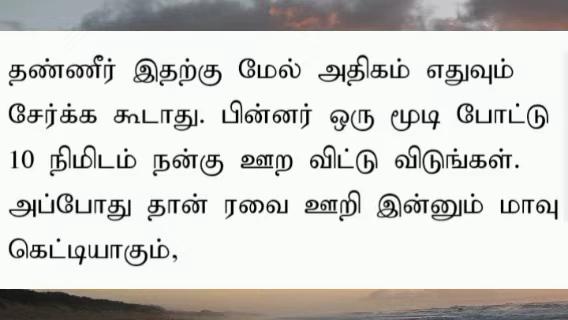 தண்ணீர் இதற்கு மேல் அதிகம் எதுவும்
சேர்க்க கூடாது. பின்னர் ஒரு மூடி போட்டு
10 நிமிடம் நன்கு ஊற விட்டு விடுங்கள்.
அப்போது தான் ரவை ஊறி இன்னும் மாவு
கெட்டியாகும்,